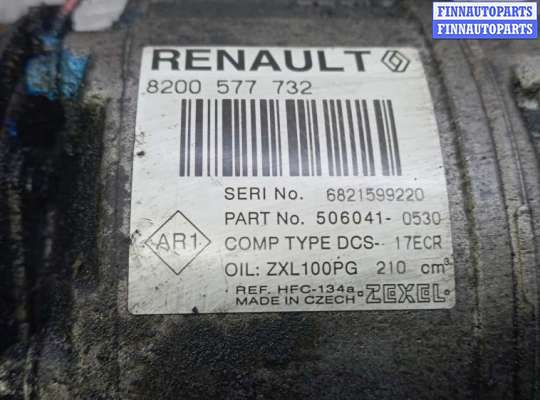 FINNAUTOPARTS
FINNAUTOPARTS
RENAULT
8200 577 732
SERI No. 6821599220
PART No. 506041- 0530
AR1
COMP TYPE DCS- 17ECR
OIL: ZXL100PG 210 cm³
REF. HFC-134a
MADE IN CZECH ZEXEL